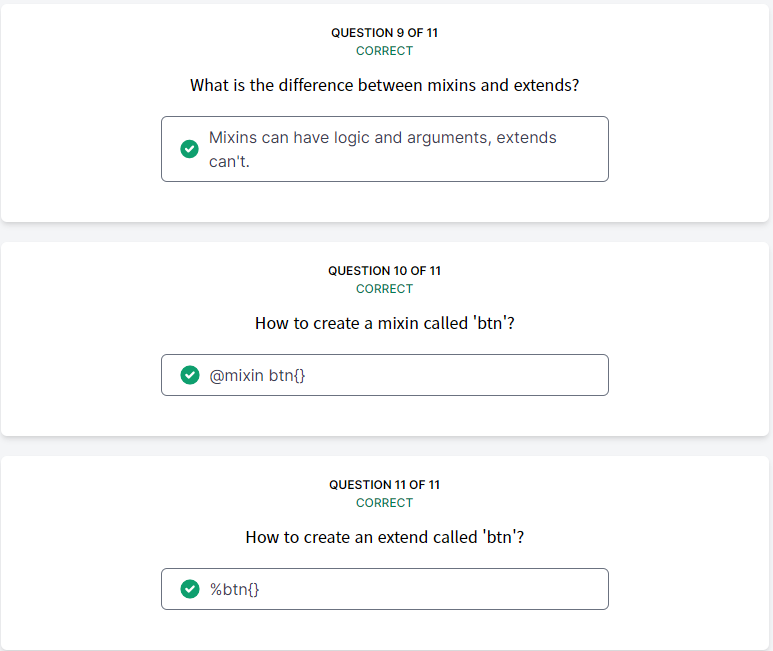 QUESTION 9 OF 11
CORRECT
What is the difference between mixins and extends?
Mixins can have logic and arguments, extends
can't.
QUESTION 10 OF 11
CORRECT
How to create a mixin called 'btn'?
@mixin btn{}
QUESTION 11 OF 11
CORRECT
How to create an extend called 'btn'?
%btn{}